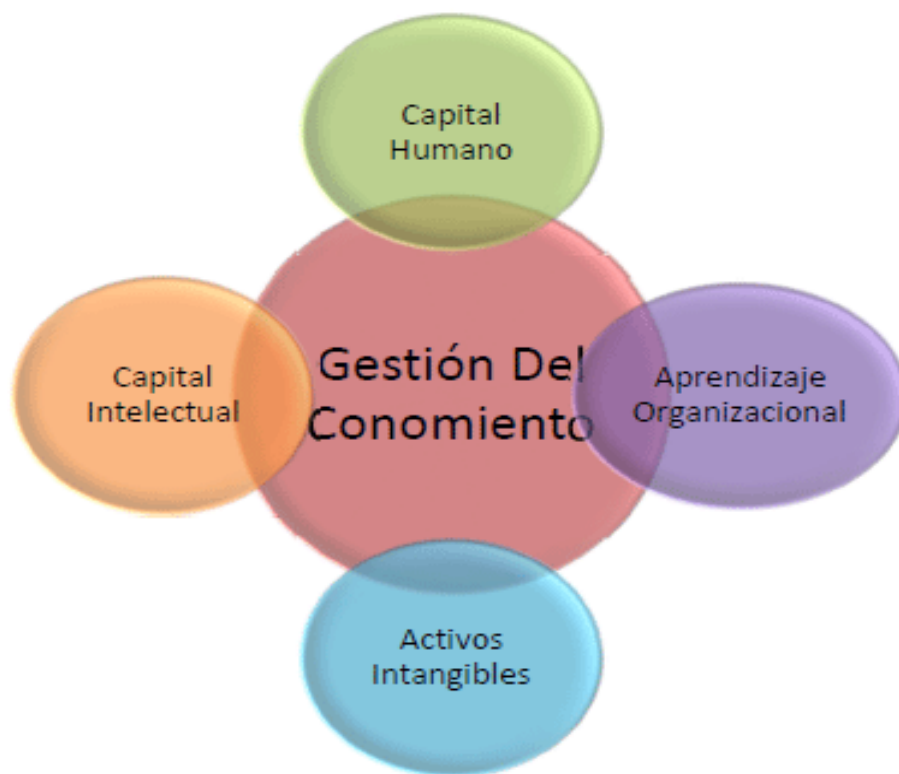 Capital
Humano
Gestión Del
Conomiento
Capital
Intelectual
Aprendizaje
Organizacional
Activos
Intangibles